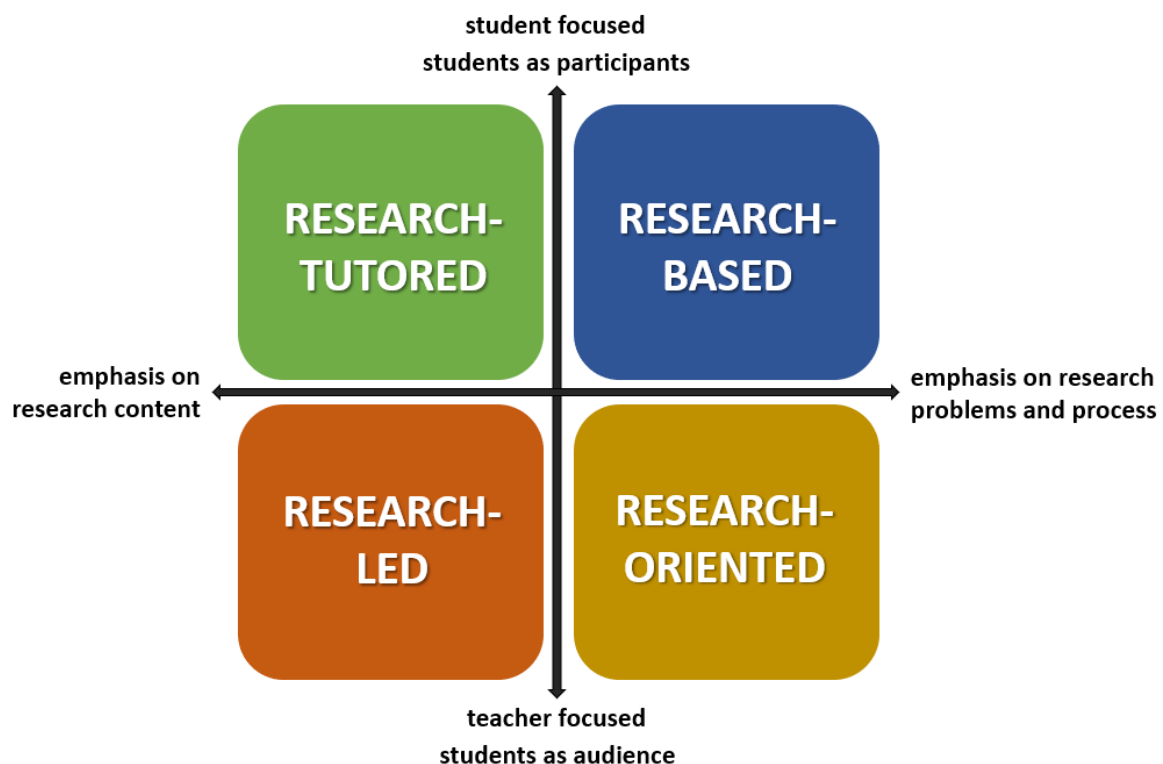 student focused
students as participants
RESEARCH-
TUTORED
RESEARCH-
BASED
emphasis on
research content
emphasis on research
problems and process
RESEARCH-
LED
RESEARCH-
ORIENTED
teacher focused
students as audience